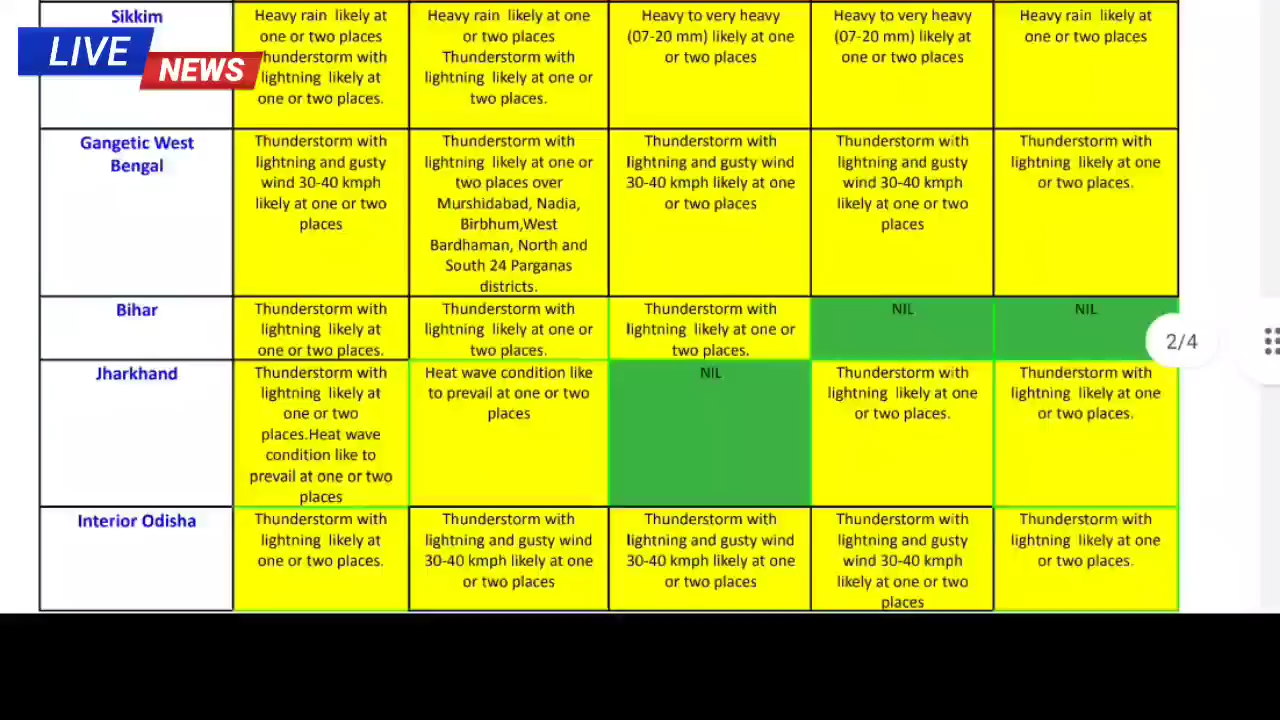 Sikkim
Heavy rain likely at
one or two places
Thunderstorm with
lightning likely at
one or two places.
Heavy rain likely at one
or two places
Thunderstorm with
lightning likely at one or
two places.
Heavy to very heavy
(07-20 mm) likely at one
or two places
Heavy to very heavy
(07-20 mm) likely at
one or two places
Heavy rain likely at
one or two places
LIVE
NEWS
Gangetic West
Bengal
Thunderstorm with
lightning and gusty
wind 30-40 kmph
likely at one or two
places
Thunderstorm with
lightning likely at one or
two places over
Murshidabad, Nadia,
Birbhum,West
Bardhaman, North and
South 24 Parganas
districts.
Thunderstorm with
lightning and gusty wind
30-40 kmph likely at one
or two places
Thunderstorm with
lightning and gusty
wind 30-40 kmph
likely at one or two
places
Thunderstorm with
lightning likely at one
or two places.
Bihar
Thunderstorm with
lightning likely at
one or two places.
Thunderstorm with
lightning likely at one or
two places.
Thunderstorm with
lightning likely at one or
two places.
NIL
NIL
2/4
Jharkhand
Thunderstorm with
lightning likely at
one or two
places.Heat wave
condition like to
prevail at one or two
places
Heat wave condition like
to prevail at one or two
places
NIL
Thunderstorm with
lightning likely at one
or two places.
Thunderstorm with
lightning likely at one
or two places.
Interior Odisha
Thunderstorm with
lightning likely at
one or two places.
Thunderstorm with
lightning and gusty wind
30-40 kmph likely at one
or two places
Thunderstorm with
lightning and gusty wind
30-40 kmph likely at one
or two places
Thunderstorm with
lightning and gusty
wind 30-40 kmph
likely at one or two
places
Thunderstorm with
lightning likely at one
or two places.